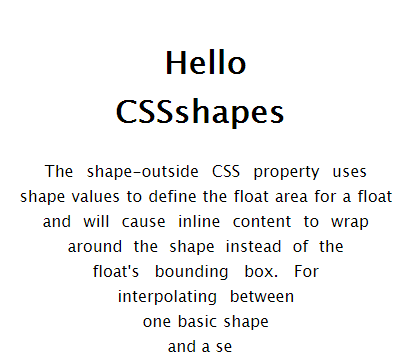 Hello
CSSshapes
The shape-outside CSS property uses
shape values to define the float area for a float
and will cause inline content to wrap
around the shape instead of the
float's bounding box. For
interpolating between
one basic shape
and a se